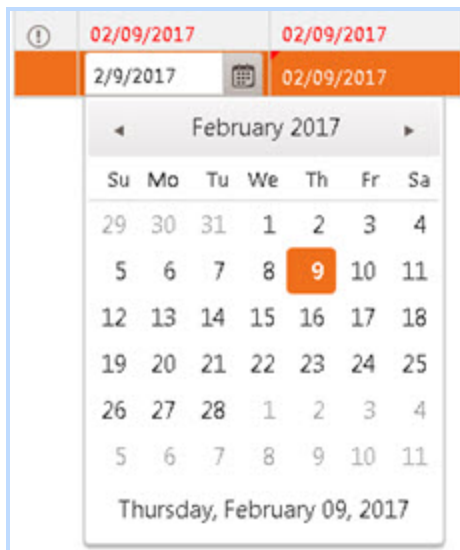 02/09/2017 02/09/2017
2/9/2017 02/09/2017
February 2017
Su Mo Tu We Th Fr Sa
29 30 31 1 2 3 4
5 6 7 8 9 10 11
12 13 14 15 16 17 18
19 20 21 22 23 24 25
26 27 28 1 2 3 4
5 6 7 8 9 10 11
Thursday, February 09, 2017